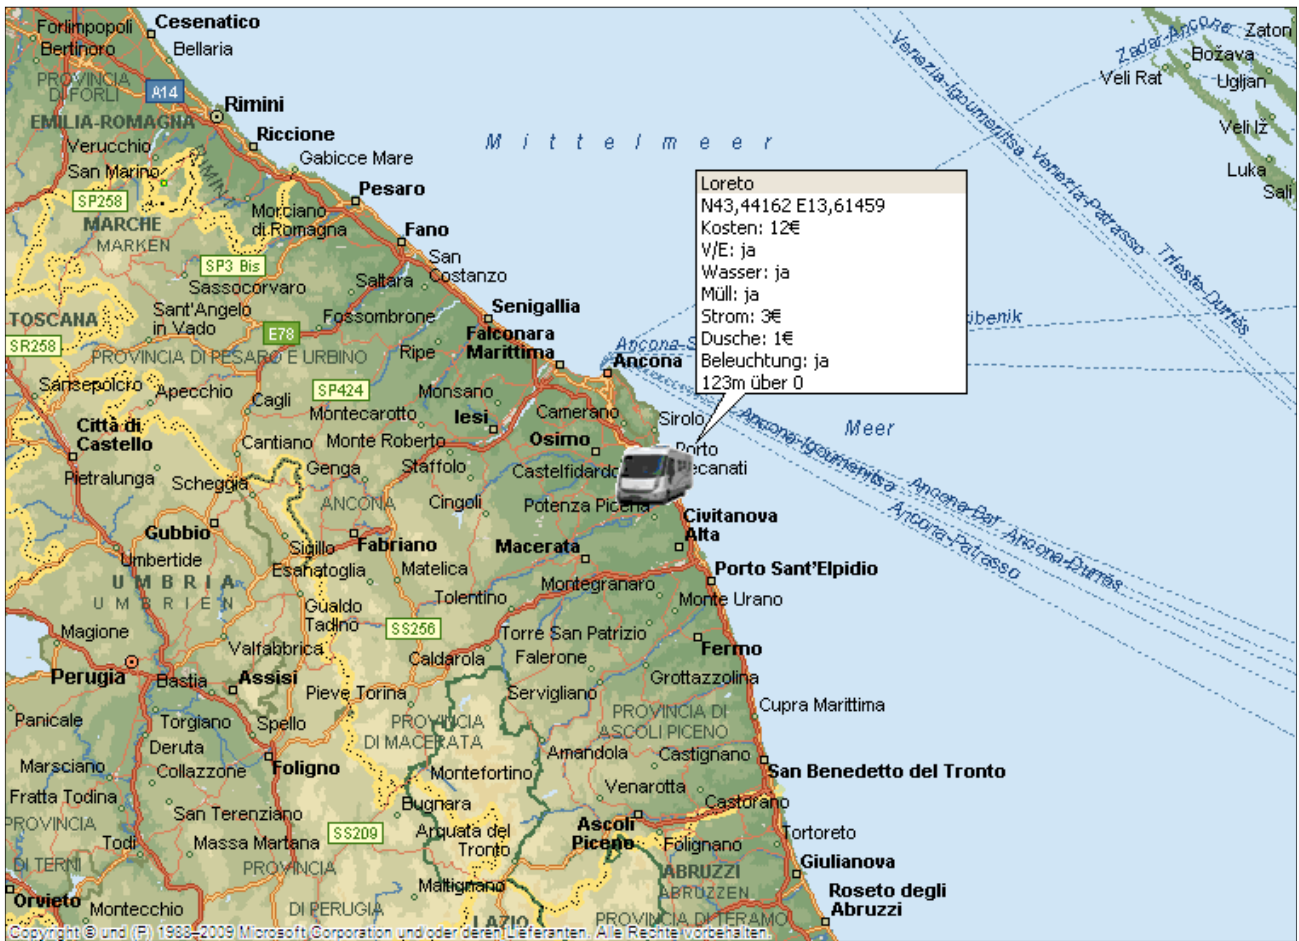 Cesenatico
Forlimpopoli
Bertinoro
Bellaria
PROVINCIA
DI FORLI
A14
Rimini
EMILIA-ROMAGNA
Riccione
Verucchio
Gabicce Mare
San Marino
RIMINI
Pesaro
SP258
Morciano
di Romagna
MARCHE
MARKEN
Fano
San
Costanzo
SP3 Bis
Saltara
Sassocorvaro
Sant'Angelo
in Vado
Senigallia
TOSCANA
Fossombrone
Falconara
Marittima
E78
SR258
PROVINCIA DI PESARO E URBINO
Ripe
Ancona-S
Ancona
Sansepolcro
Apecchio
SP424
Monsano
Cagli
Montecarotto
Iesi
Camerano
Sirolo
Città di
Castello
Cantiano
Monte Roberto
Osimo
Porto
ecanati
Pietralunga
Scheggia
Genga
Staffolo
Castelfidardo
ANCONA
Cingoli
Potenza Picena
Civitanova
Alta
Gubbio
Sigillo
Fabriano
Macerata
Umbertide
Esanatoglia
Matelica
Montegranaro
Porto Sant'Elpidio
UMBRIA
UMBRIEN
Gualdo
Tadino
Tolentino
Monte Urano
Magione
SS256
Torre San Patrizio
Fermo
Valfabbrica
Caldarola
Falerone
Perugia
Bastia
Assisi
Pieve Torina
Servigliano
Grottazzolina
Panicale
Torgiano
Spello
PROVINCIA
DI MACERATA
PROVINCIA DI
ASCOLI PICENO
Cupra Marittima
Deruta
Amandola
Castignano
Marsciano
Collazzone
Foligno
Montefortino
San Benedetto del Tronto
Fratta Todina
Venarotta
Castorano
San Terenziano
Bugnara
PROVINCIA
DI TERNI
SS209
Arquata del
Tronto
Ascoli
Piceno
Folignano
Tortoreto
Todi
Massa Martana
PROVINCIA
DI PERUGIA
ABRUZZI
ABRUZZEN
Giulianova
Maltignano
Orvieto
Montecchio
LAZIO
PROVINCIA DI TERAMO
Roseto degli
Abruzzi
Mittelmeer
Meer
Venezia-Igoumenitsa
Venezia-Patrasso
Trieste-Durrës
Zadar-Ancona
Zaton
Božava
Veli Rat
Ugljan
Veli Iž
Luka
Sali
ibenik
Ancona-Igoumenitsa
Ancona-Bar
Ancona-Durrës
Ancona-Patrasso
Loreto
N43,44162 E13,61459
Kosten: 12€
V/E: ja
Wasser: ja
Müll: ja
Strom: 3€
Dusche: 1€
Beleuchtung: ja
123m über 0
Copyright © und (P) 1988–2009 Microsoft Corporation und/oder deren Lieferanten. Alle Rechte vorbehalten.